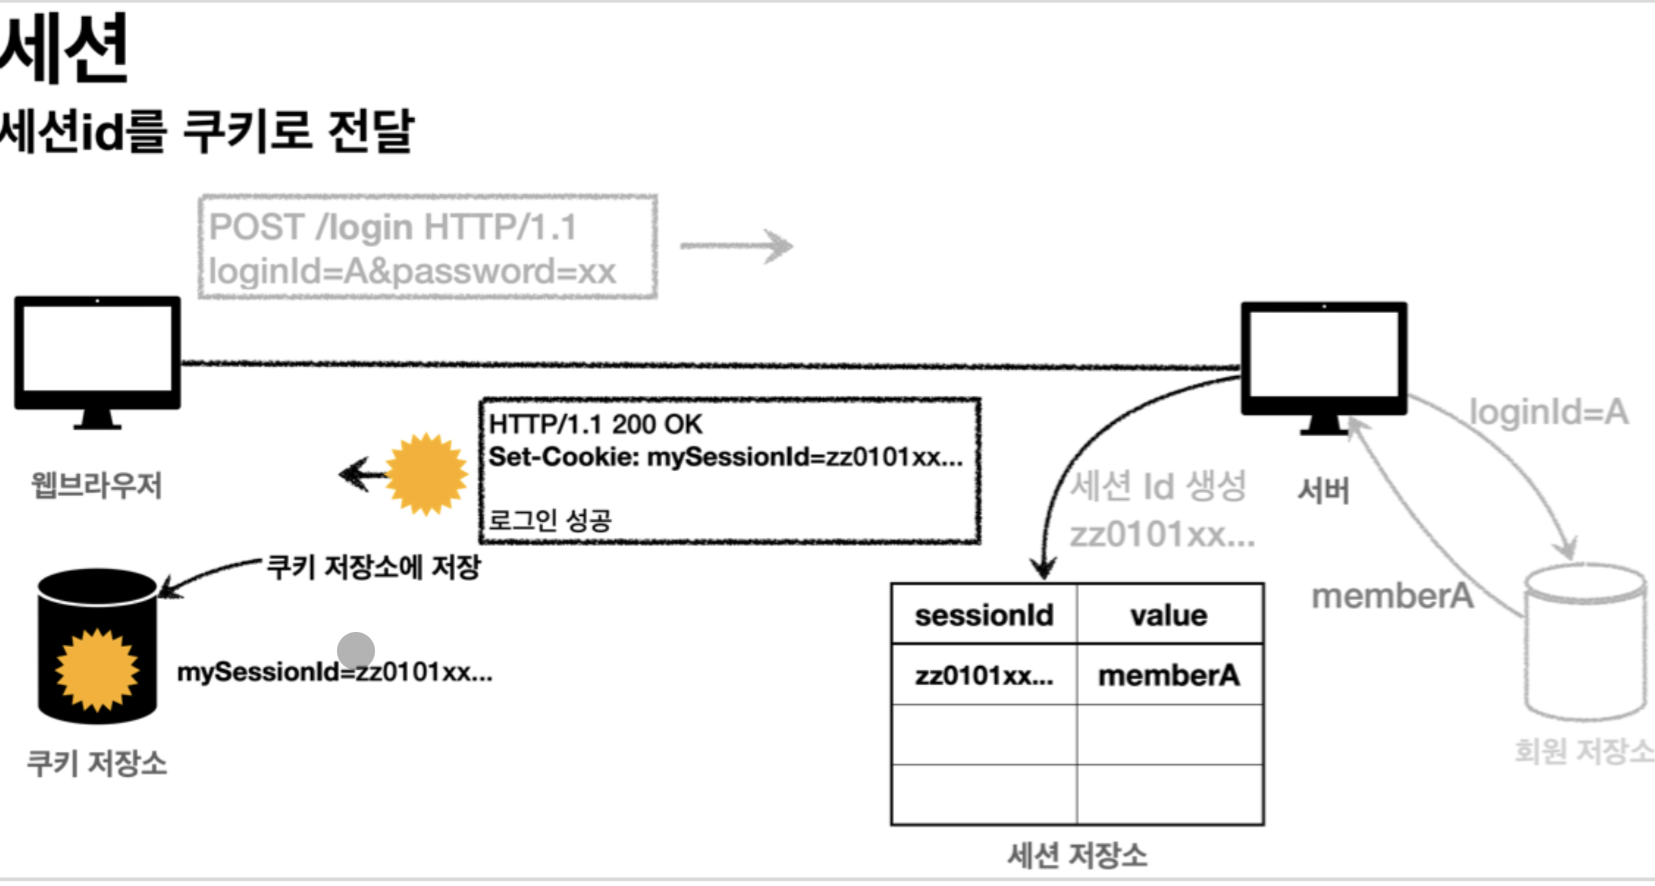 세션
세션id를 쿠키로 전달
POST /login HTTP/1.1
loginId=A&password=xx
HTTP/1.1 200 OK
Set-Cookie: mySessionId=zz0101xx...
로그인 성공
웹브라우저
쿠키 저장소에 저장
mySessionId=zz0101xx...
쿠키 저장소
세션 Id 생성
zz0101xx...
서버
loginId=A
memberA
회원 저장소
sessionId value
zz0101xx... memberA
세션 저장소